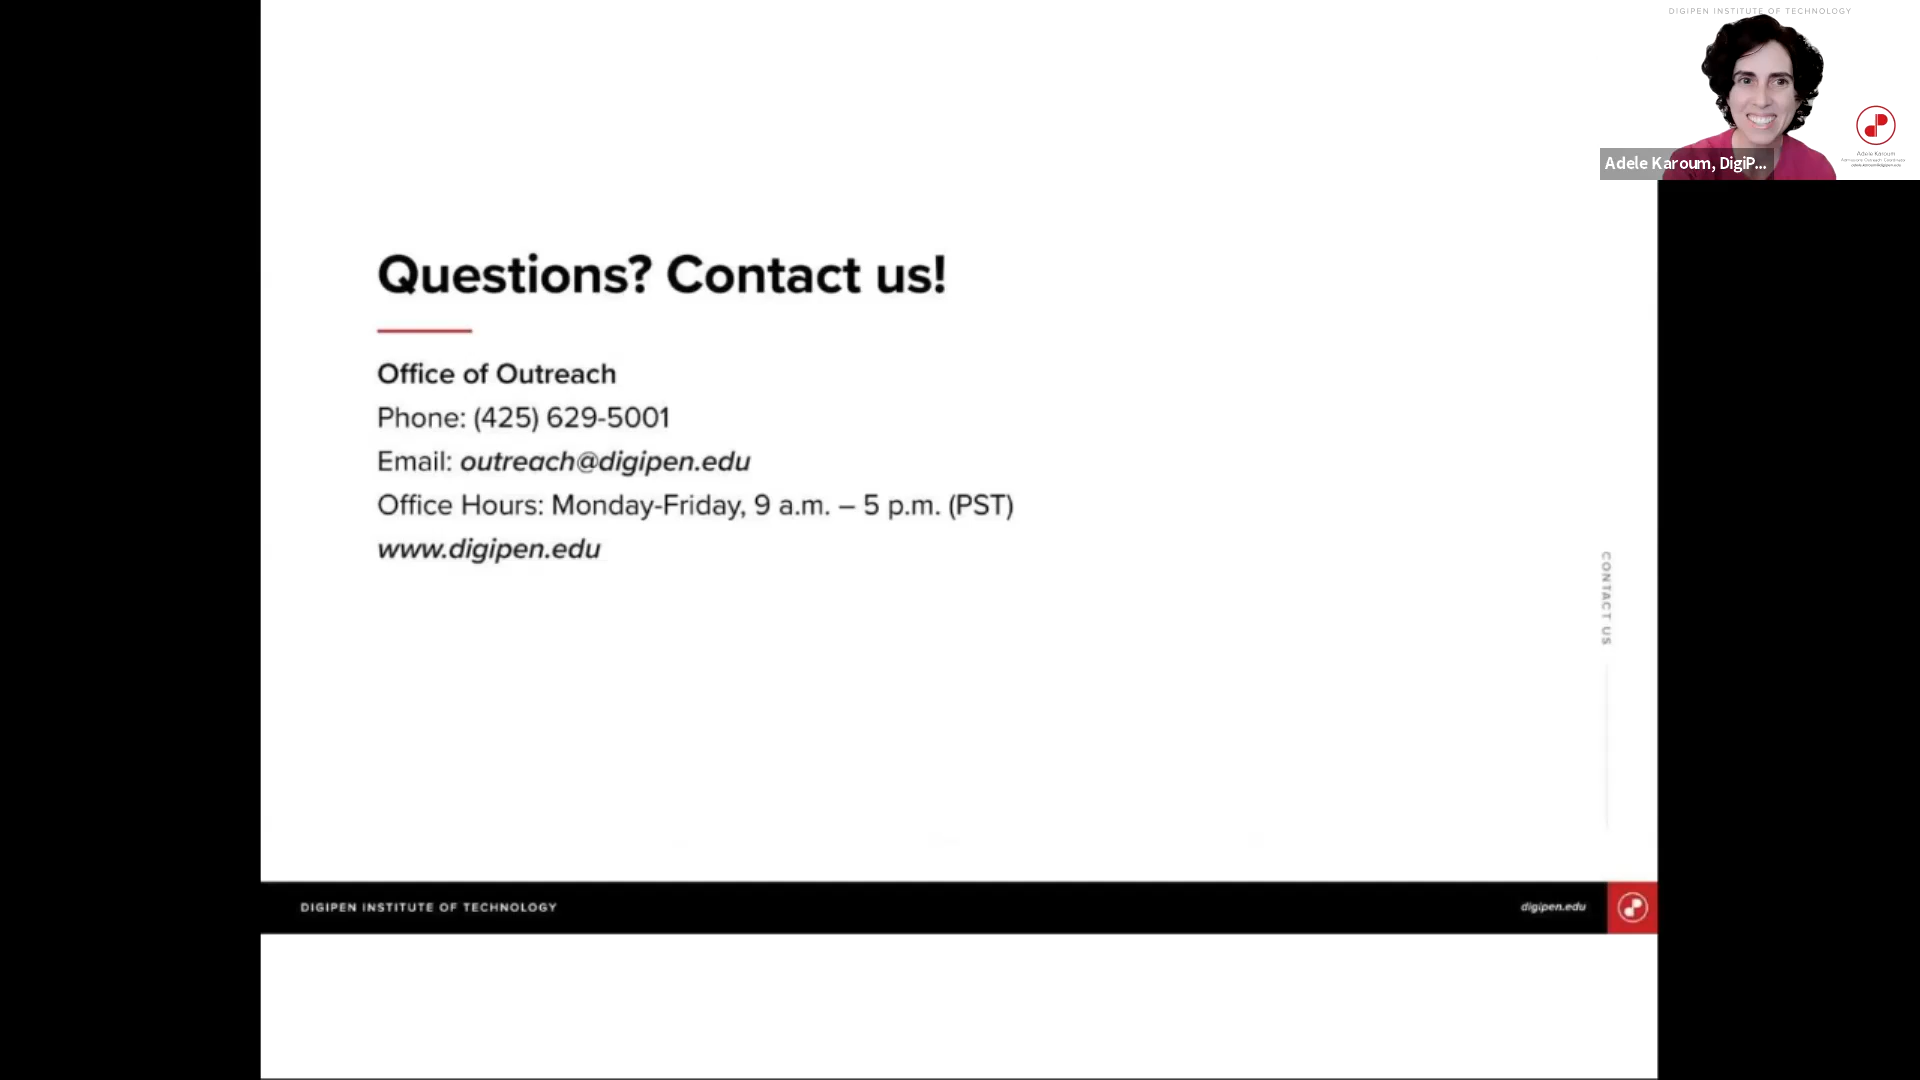 DIGIPEN INSTITUTE OF TECHNOLOGY
Adele Karoum
Adele Karoum, DigiP...
Questions? Contact us!
Office of Outreach
Phone: (425) 629-5001
Email: outreach@digipen.edu
Office Hours: Monday-Friday, 9 a.m. – 5 p.m. (PST)
www.digipen.edu
CONTACT US
DIGIPEN INSTITUTE OF TECHNOLOGY
digipen.edu